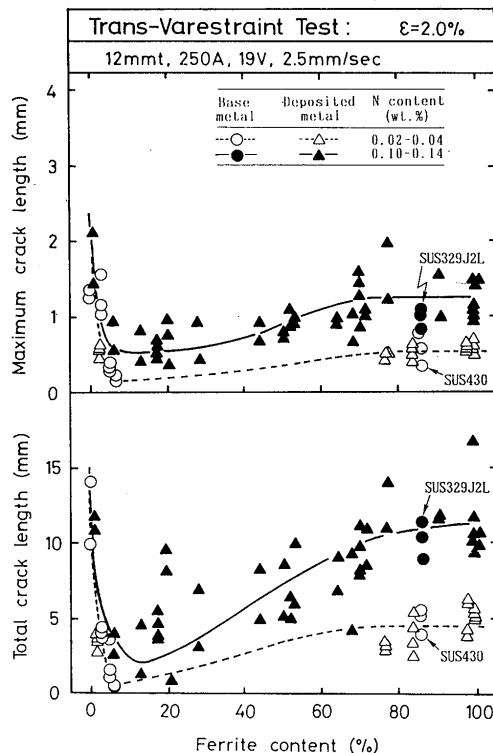 Trans-Varestraint Test : ε=2.0%
12mmt, 250A, 19V, 2.5mm/sec
Base metal Deposited metal N content (wt.%)
0.02-0.04
0.10-0.14
Maximum crack length (mm)
4
3
2
1
0
SUS329J2L
SUS430
Total crack length (mm)
15
10
5
0
SUS329J2L
SUS430
0 20 40 60 80 100
Ferrite content (%)